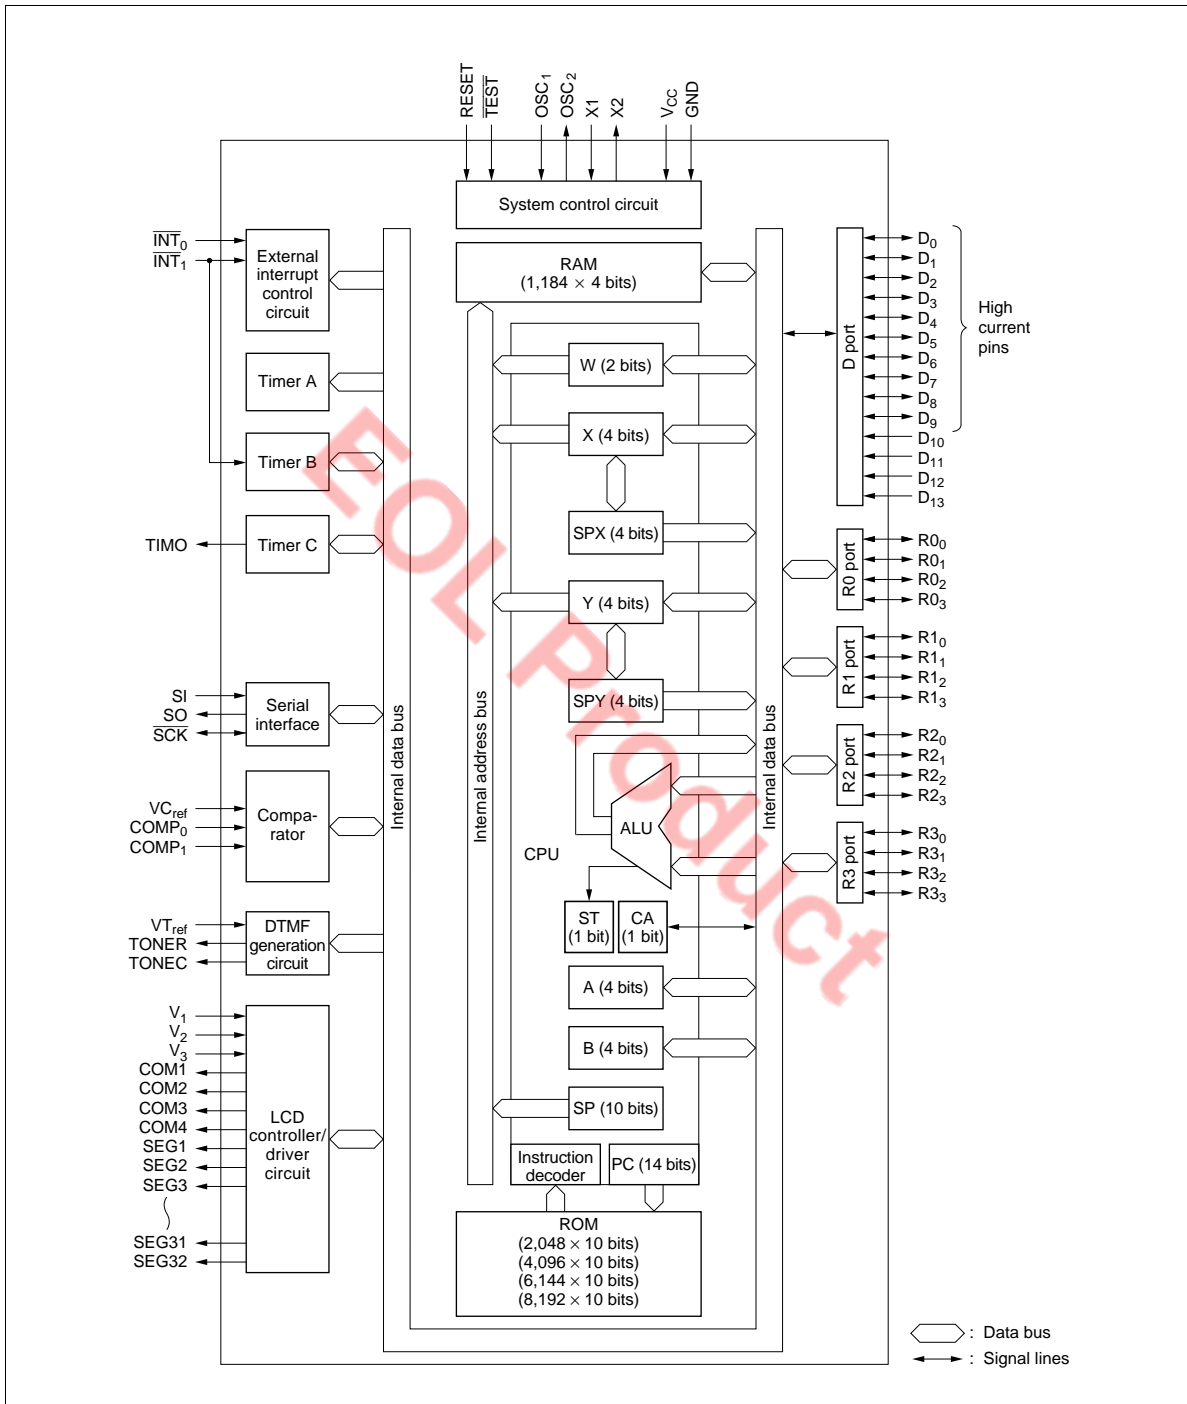 RESET
TEST
OSC1
OSC2
X1
X2
VCC
GND
System control circuit
INT0
INT1
External
interrupt
control
circuit
Timer A
Timer B
TIMO
Timer C
SI
SO
SCK
Serial
interface
VCref
COMP0
COMP1
Compa-
rator
VTref
TONER
TONEC
DTMF
generation
circuit
V1
V2
V3
COM1
COM2
COM3
COM4
SEG1
SEG2
SEG3
SEG31
SEG32
LCD
controller/
driver
circuit
Internal data bus
Internal address bus
RAM
(1,184 × 4 bits)
W (2 bits)
X (4 bits)
SPX (4 bits)
Y (4 bits)
SPY (4 bits)
ALU
CPU
ST
(1 bit)
CA
(1 bit)
A (4 bits)
B (4 bits)
SP (10 bits)
Instruction
decoder
PC (14 bits)
ROM
(2,048 × 10 bits)
(4,096 × 10 bits)
(6,144 × 10 bits)
(8,192 × 10 bits)
Internal data bus
D port
D0
D1
D2
D3
D4
D5
D6
D7
D8
D9
D10
D11
D12
D13
High
current
pins
R0 port
R00
R01
R02
R03
R1 port
R10
R11
R12
R13
R2 port
R20
R21
R22
R23
R3 port
R30
R31
R32
R33
: Data bus
: Signal lines
EOL Product